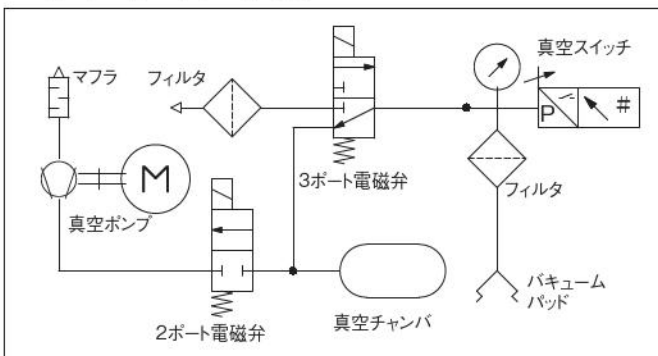 マフラ
フィルタ
真空スイッチ
P
#
M
真空ポンプ
3ポート電磁弁
フィルタ
2ポート電磁弁
真空チャンバ
バキューム
パッド